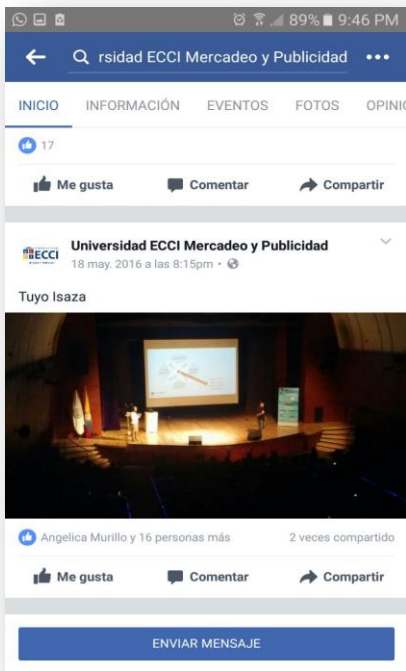 89% 9:46 PM
rsidad ECCI Mercadeo y Publicidad
INICIO INFORMACIÓN EVENTOS FOTOS OPINIO
17
Me gusta Comentar Compartir
ECCI
Universidad ECCI Mercadeo y Publicidad
18 may. 2016 a las 8:15pm •
Tuyo Isaza
Angelica Murillo y 16 personas más 2 veces compartido
Me gusta Comentar Compartir
ENVIAR MENSAJE